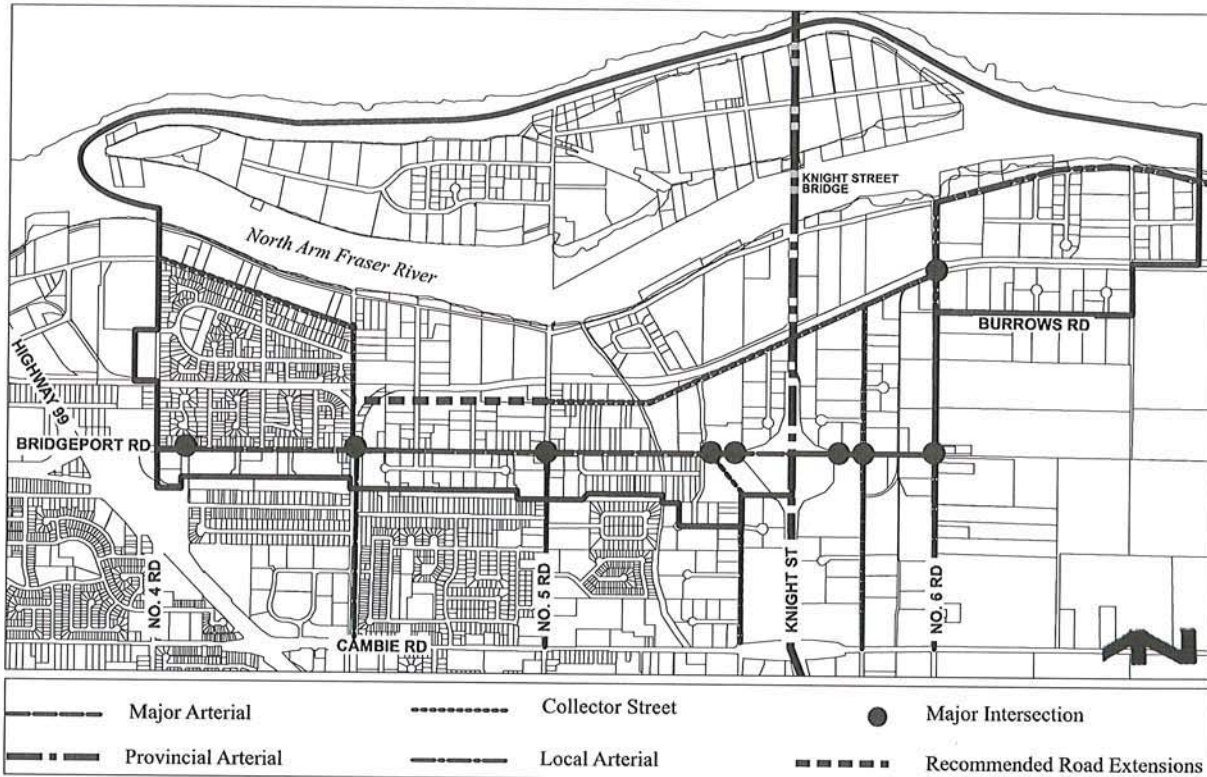 KNIGHT STREET
BRIDGE
North Arm Fraser River
BURROWS RD
HIGHWAY 99
BRIDGEPORT RD
NO. 4 RD
NO. 5 RD
KNIGHT ST
NO. 6 RD
CAMBIE RD
N
Major Arterial
Collector Street
Major Intersection
Provincial Arterial
Local Arterial
Recommended Road Extensions